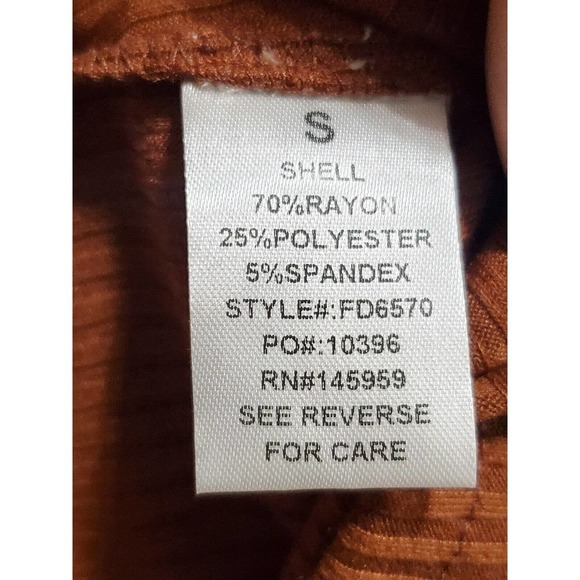 S
SHELL
70%RAYON
25%POLYESTER
5%SPANDEX
STYLE#:FD6570
PO#:10396
RN#145959
SEE REVERSE
FOR CARE